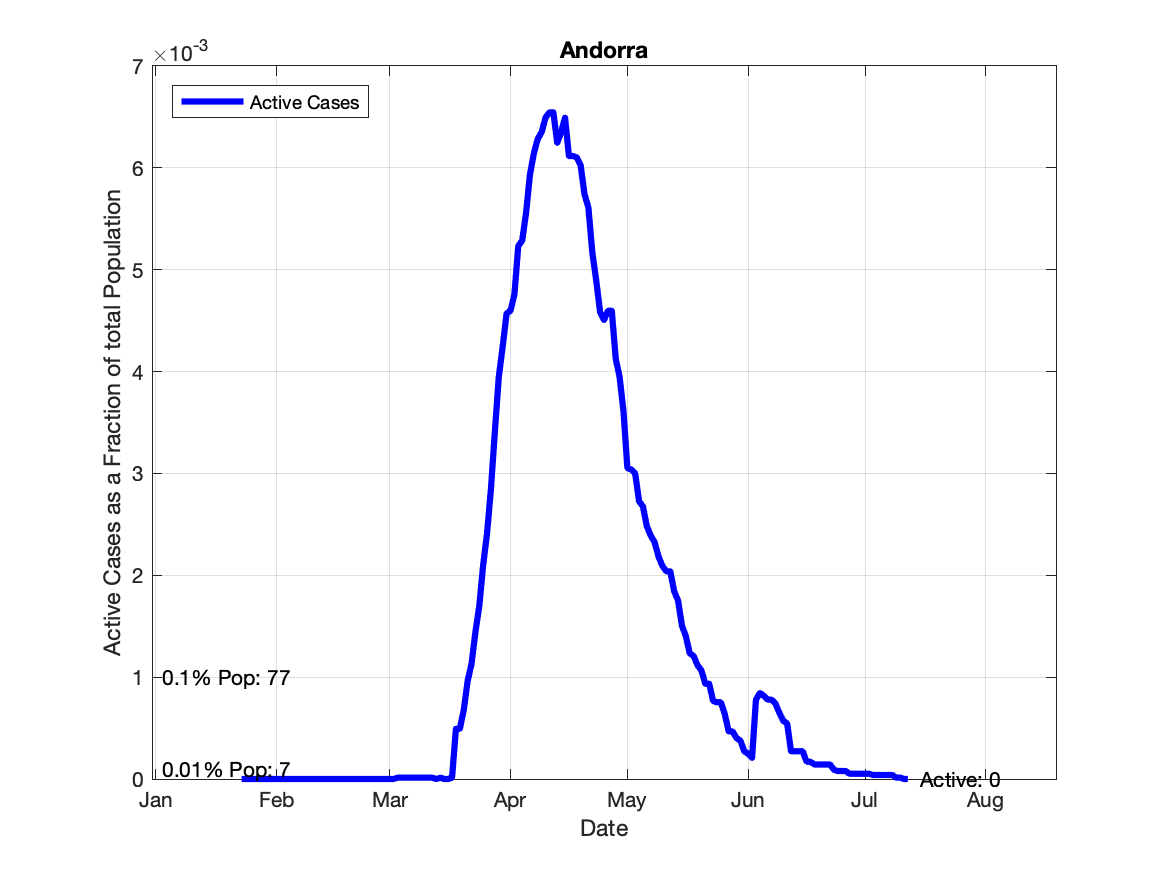 Andorra
×10-3
Active Cases
7
6
5
4
3
2
1
0
Active Cases as a Fraction of total Population
0.1% Pop: 77
0.01% Pop: 7
Active: 0
Jan Feb Mar Apr May Jun Jul Aug
Date